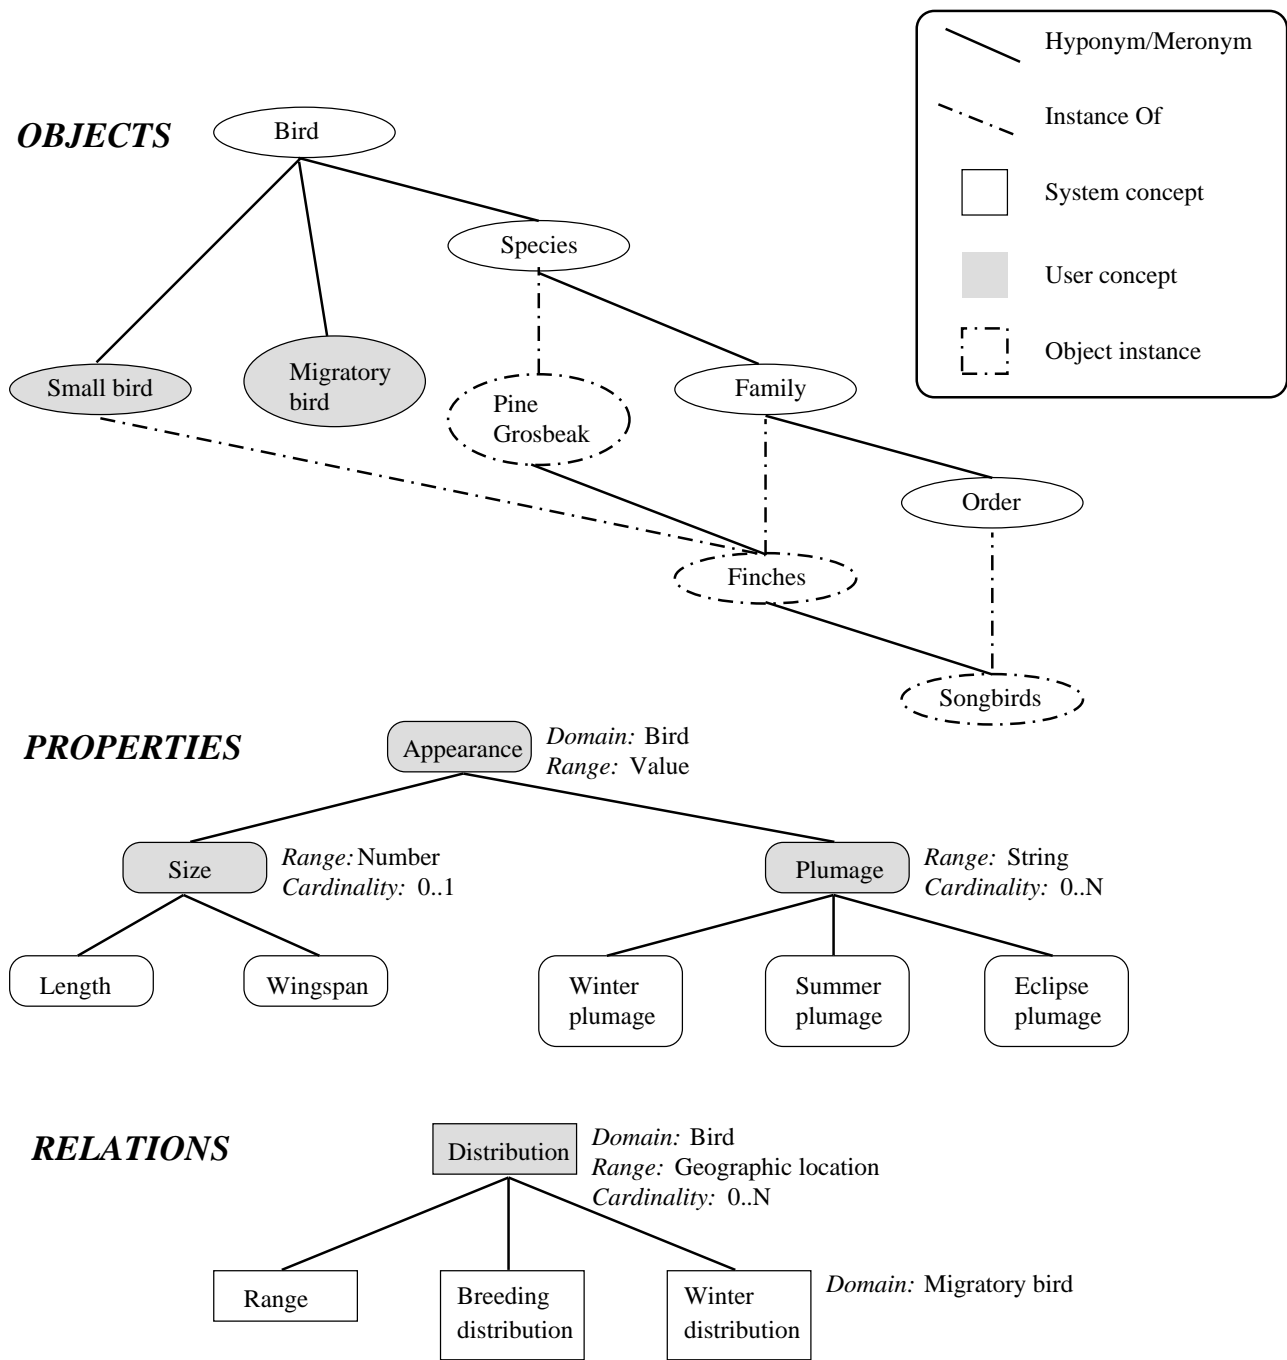 Hyponym/Meronym
Instance Of
System concept
User concept
Object instance
OBJECTS
Bird
Species
Small bird
Migratory
bird
Pine
Grosbeak
Family
Order
Finches
Songbirds
PROPERTIES
Appearance
Domain: Bird
Range: Value
Size
Range: Number
Cardinality: 0..1
Plumage
Range: String
Cardinality: 0..N
Length
Wingspan
Winter
plumage
Summer
plumage
Eclipse
plumage
RELATIONS
Distribution
Domain: Bird
Range: Geographic location
Cardinality: 0..N
Range
Breeding
distribution
Winter
distribution
Domain: Migratory bird